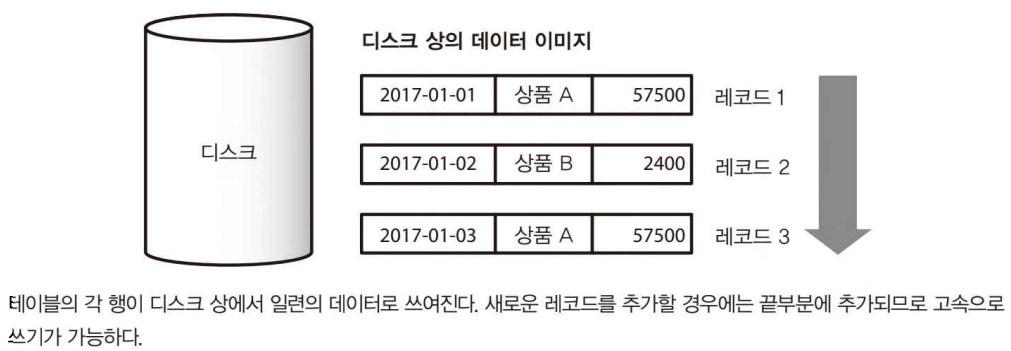 디스크 상의 데이터 이미지
2017-01-01 상품 A 57500 레코드 1
디스크
2017-01-02 상품 B 2400 레코드 2
2017-01-03 상품 A 57500 레코드 3
테이블의 각 행이 디스크 상에서 일련의 데이터로 쓰여진다. 새로운 레코드를 추가할 경우에는 끝부분에 추가되므로 고속으로
쓰기가 가능하다.